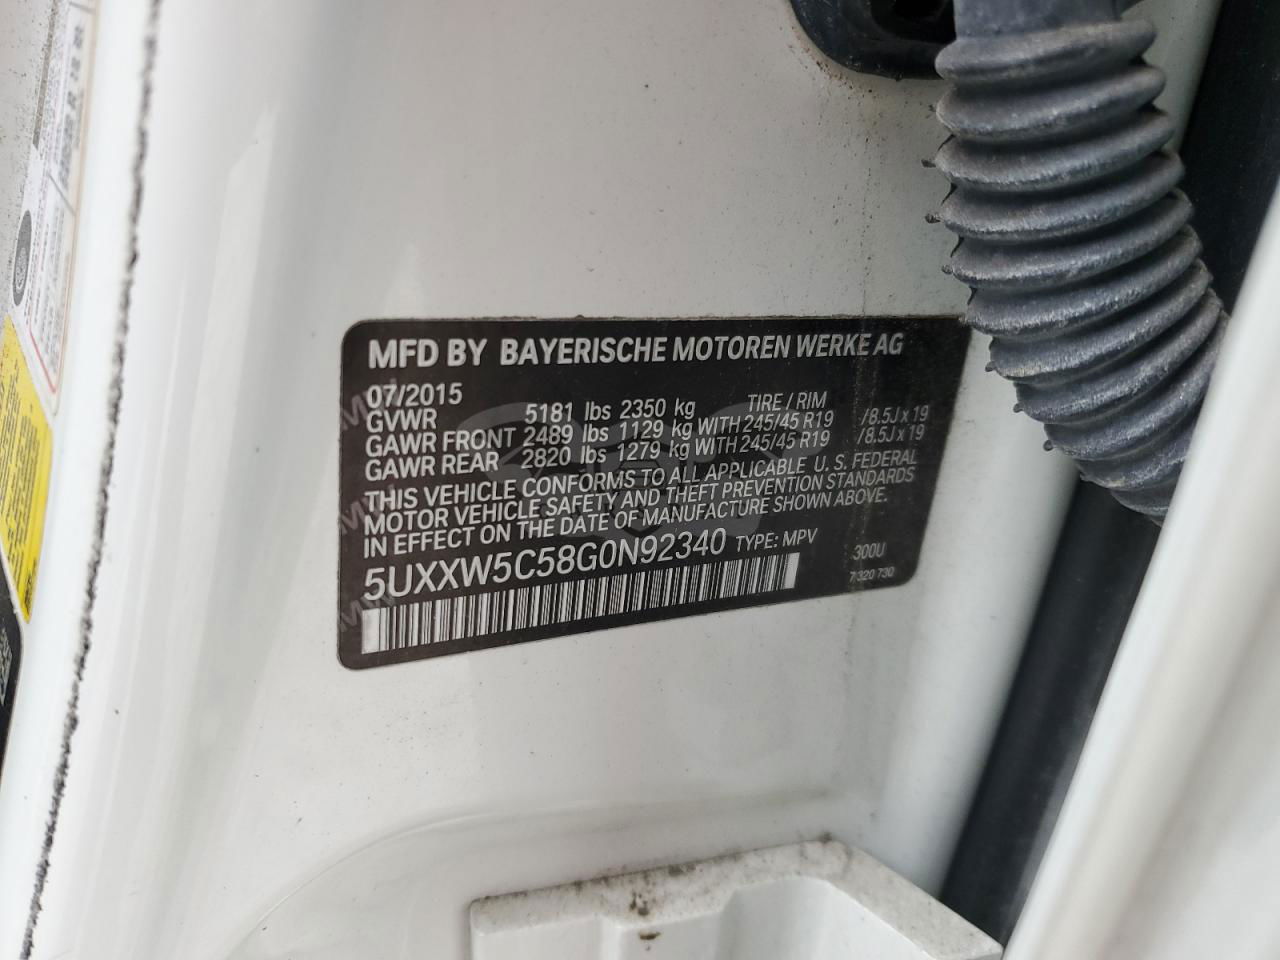 MFD BY BAYERISCHE MOTOREN WERKE AG
07/2015
GVWR 5181 lbs 2350 kg TIRE / RIM
GAWR FRONT 2489 lbs 1129 kg WITH 245/45 R19 /8.5J x 19
GAWR REAR 2820 lbs 1279 kg WITH 245/45 R19 /8.5J x 19
THIS VEHICLE CONFORMS TO ALL APPLICABLE U. S. FEDERAL
MOTOR VEHICLE SAFETY AND THEFT PREVENTION STANDARDS
IN EFFECT ON THE DATE OF MANUFACTURE SHOWN ABOVE.
5UXXW5C58G0N92340 TYPE: MPV 300U
7 320 730